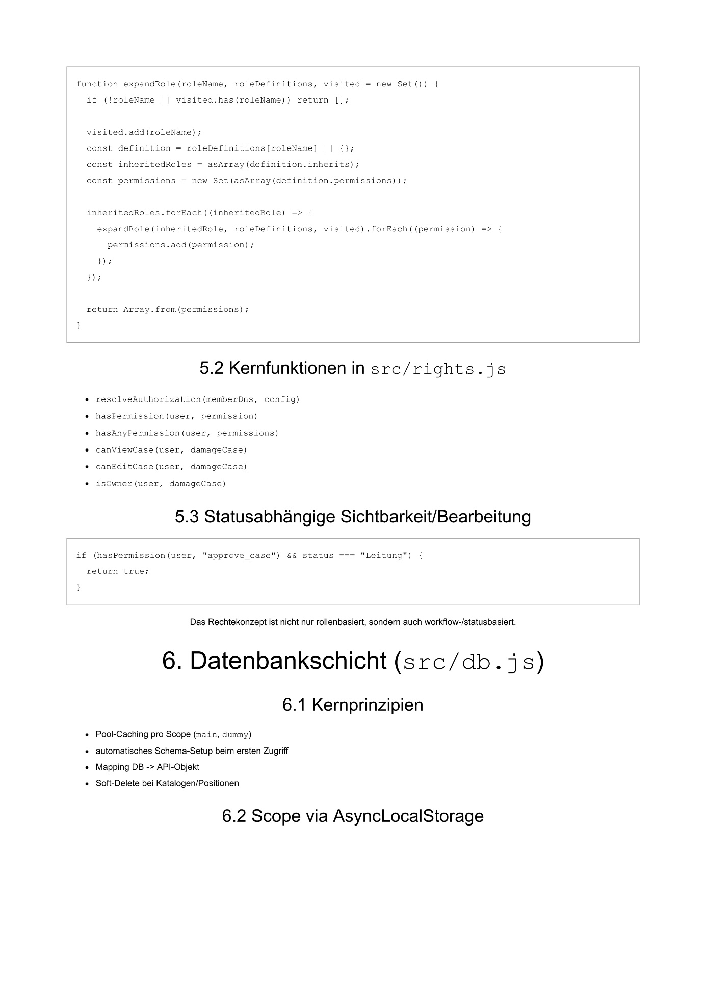 function expandRole(roleName, roleDefinitions, visited = new Set()) {
  if (!roleName || visited.has(roleName)) return [];

  visited.add(roleName);
  const definition = roleDefinitions[roleName] || {};
  const inheritedRoles = asArray(definition.inherits);
  const permissions = new Set(asArray(definition.permissions));

  inheritedRoles.forEach((inheritedRole) => {
    expandRole(inheritedRole, roleDefinitions, visited).forEach((permission) => {
      permissions.add(permission);
    });
  });

  return Array.from(permissions);
}
5.2 Kernfunktionen in src/rights.js
• resolveAuthorization(memberDns, config)
• hasPermission(user, permission)
• hasAnyPermission(user, permissions)
• canViewCase(user, damageCase)
• canEditCase(user, damageCase)
• isOwner(user, damageCase)
5.3 Statusabhängige Sichtbarkeit/Bearbeitung
if (hasPermission(user, "approve_case") && status === "Leitung") {
  return true;
}
Das Rechtekonzept ist nicht nur rollenbasiert, sondern auch workflow-/statusbasiert.
6. Datenbankschicht (src/db.js)
6.1 Kernprinzipien
• Pool-Caching pro Scope (main, dummy)
• automatisches Schema-Setup beim ersten Zugriff
• Mapping DB -> API-Objekt
• Soft-Delete bei Katalogen/Positionen
6.2 Scope via AsyncLocalStorage